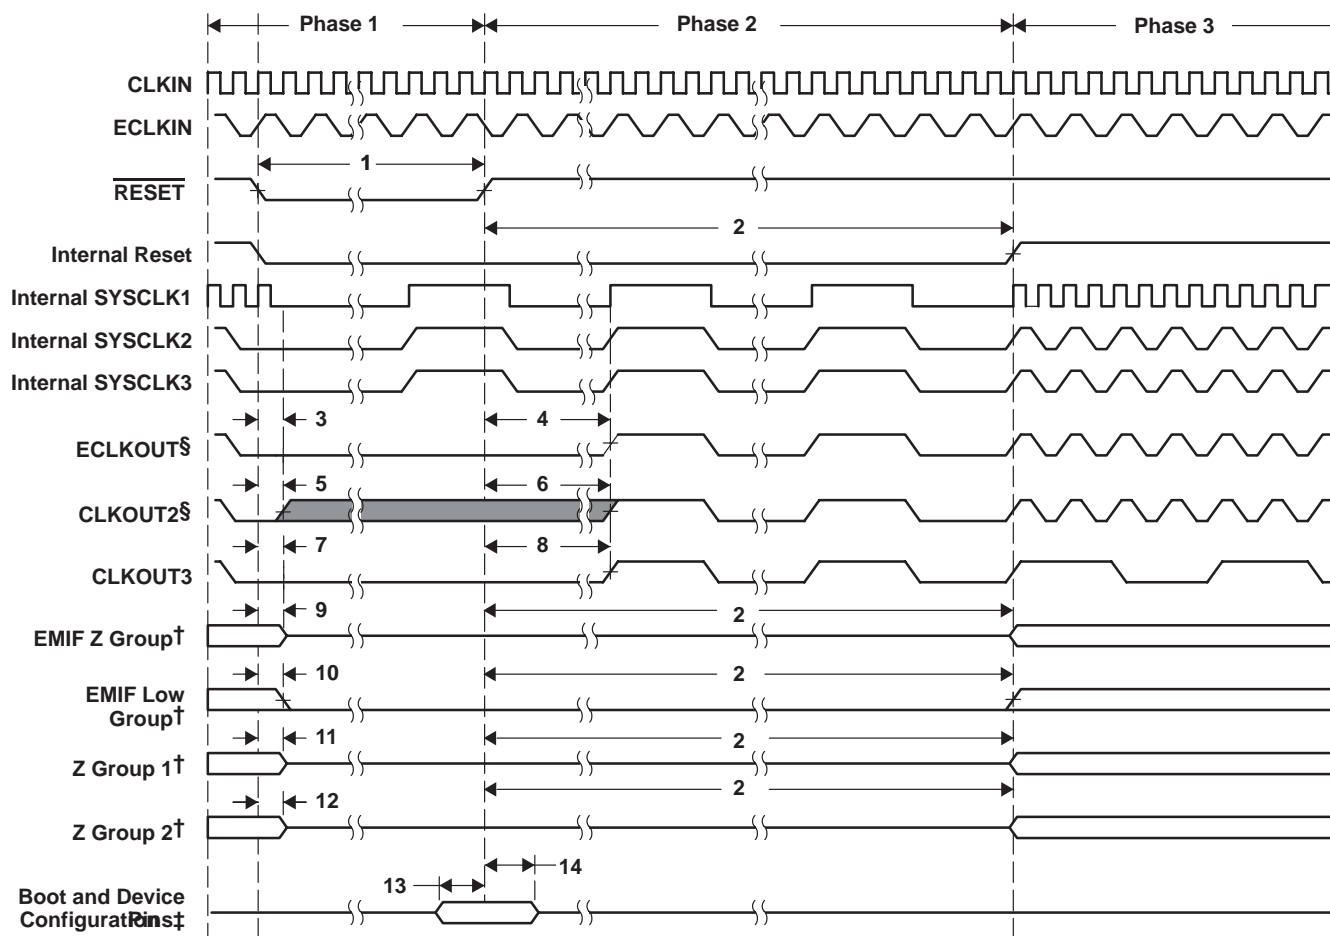 Phase 1
Phase 2
Phase 3
CLKIN
ECLKIN
1
RESET
2
Internal Reset
Internal SYSCLK1
Internal SYSCLK2
Internal SYSCLK3
3
4
ECLKOUT§
5
6
CLKOUT2§
7
8
CLKOUT3
9
2
EMIF Z Group†
10
2
EMIF Low
Group†
11
2
Z Group 1†
2
12
Z Group 2†
14
13
Boot and Device
Configuration Pins‡